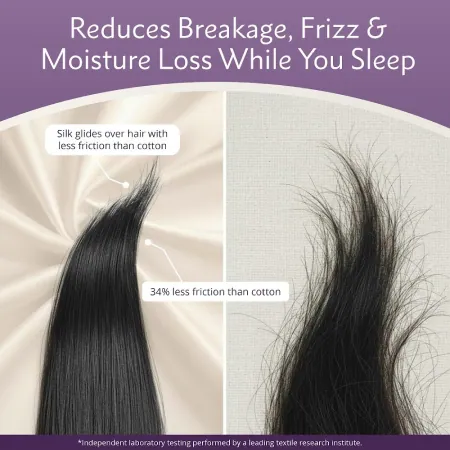 Reduces Breakage, Frizz &
Moisture Loss While You Sleep
Silk glides over hair with
less friction than cotton
34% less friction than cotton
*Independent laboratory testing performed by a leading textile research institute.